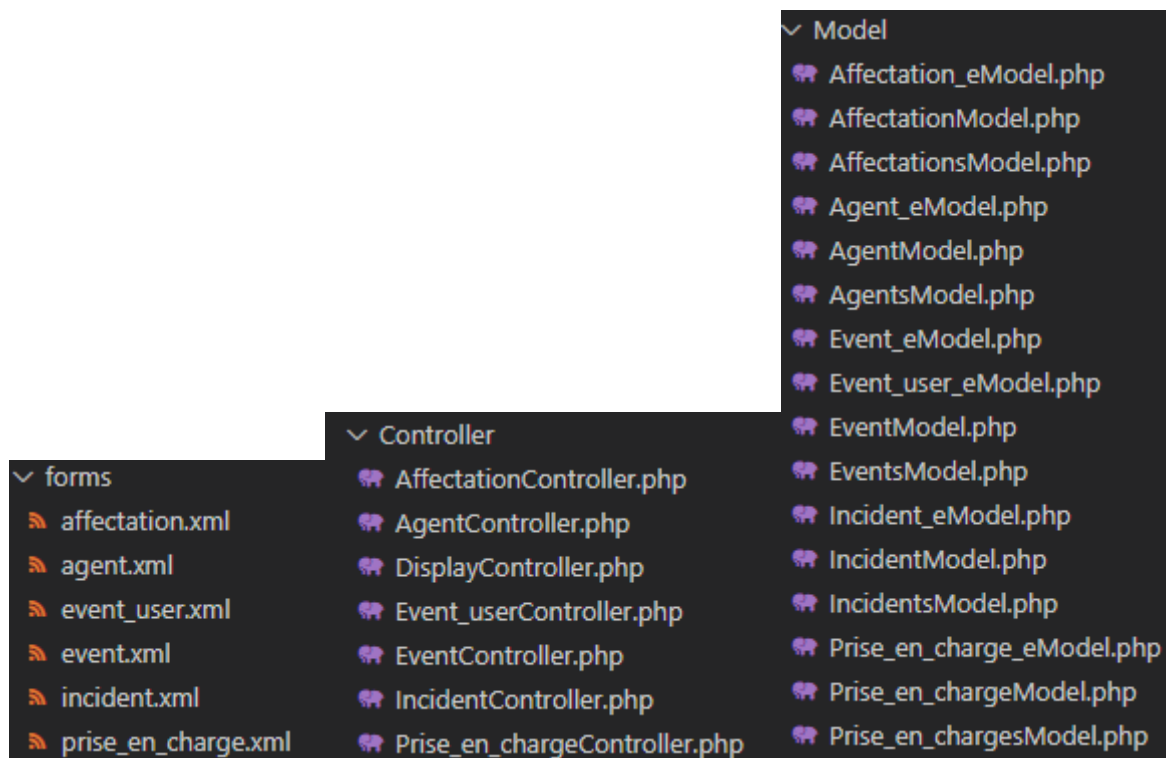 forms
affectation.xml
agent.xml
event_user.xml
event.xml
incident.xml
prise_en_charge.xml
Controller
AffectationController.php
AgentController.php
DisplayController.php
Event_userController.php
EventController.php
IncidentController.php
Prise_en_chargeController.php
Model
Affectation_eModel.php
AffectationModel.php
AffectationsModel.php
Agent_eModel.php
AgentModel.php
AgentsModel.php
Event_eModel.php
Event_user_eModel.php
EventModel.php
EventsModel.php
Incident_eModel.php
IncidentModel.php
IncidentsModel.php
Prise_en_charge_eModel.php
Prise_en_chargeModel.php
Prise_en_chargesModel.php